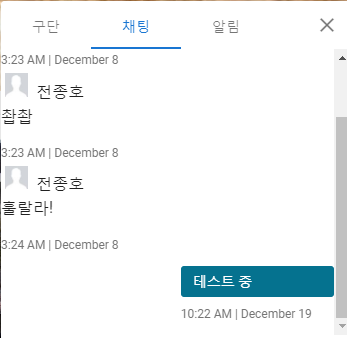 구단 채팅 알림
3:23 AM | December 8
전종호
촵촵
3:23 AM | December 8
전종호
훌랄라!
3:24 AM | December 8
테스트 중
10:22 AM | December 19